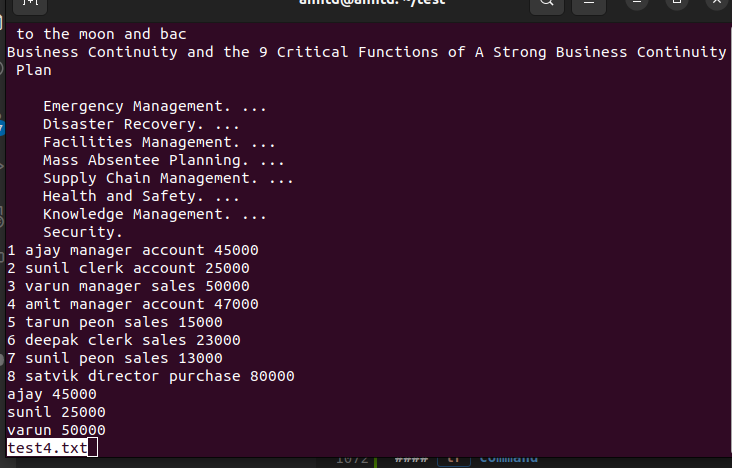 amitd@amitd: ~/test
to the moon and bac
Business Continuity and the 9 Critical Functions of A Strong Business Continuity
Plan
Emergency Management. ...
Disaster Recovery. ...
Facilities Management. ...
Mass Absentee Planning. ...
Supply Chain Management. ...
Health and Safety. ...
Knowledge Management. ...
Security.
1 ajay manager account 45000
2 sunil clerk account 25000
3 varun manager sales 50000
4 amit manager account 47000
5 tarun peon sales 15000
6 deepak clerk sales 23000
7 sunil peon sales 13000
8 satvik director purchase 80000
ajay 45000
sunil 25000
varun 50000
test4.txt
1072 #### tr command